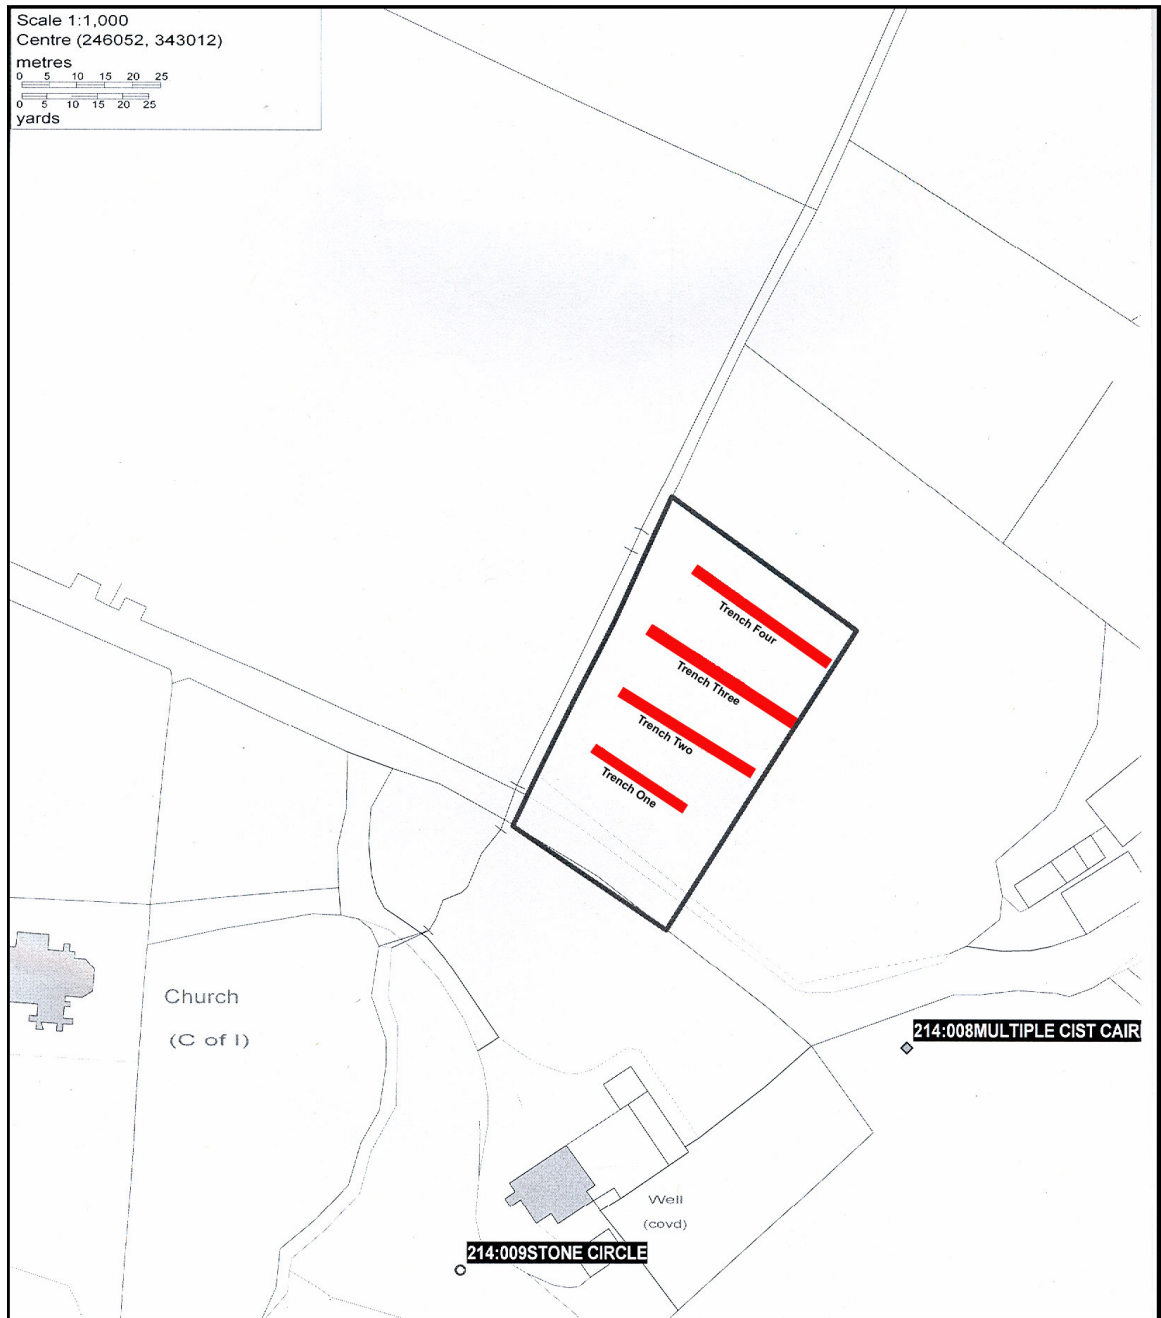 Scale 1:1,000
Centre (246052, 343012)
metres
0 5 10 15 20 25
0 5 10 15 20 25
yards
Trench Four
Trench Three
Trench Two
Trench One
Church
(C of I)
214:008MULTIPLE CIST CAIR
Well
(covd)
214:009STONE CIRCLE